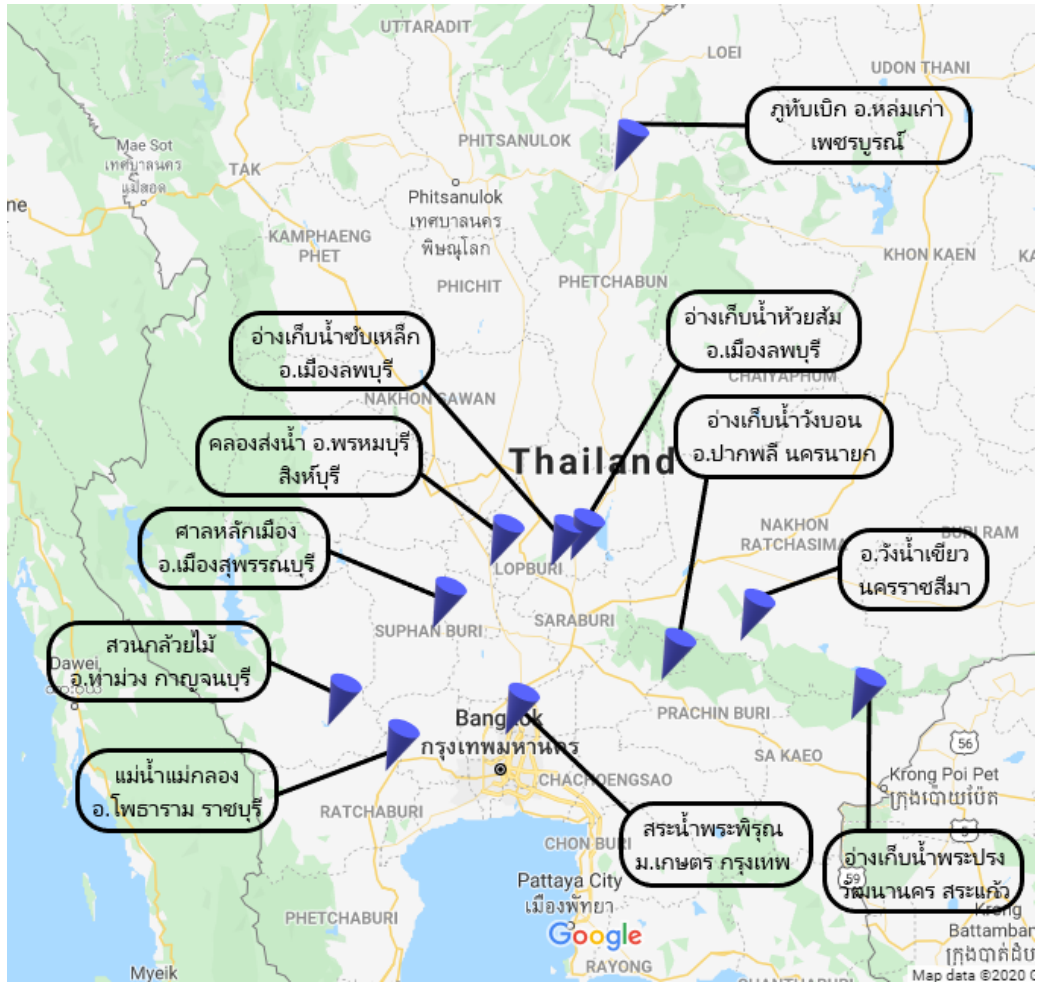 UTTARADIT
LOEI
UDON THANI
ภูทับเบิก อ.หล่มเก่า
เพชรบูรณ์
PHITSANULOK
Mae Sot
เทศบาลนคร
แม่สอด
TAK
ne
Phitsanulok
เทศบาลนคร
พิษณุโลก
KAMPHAENG
PHET
KHON KAEN
KA
PHICHIT
PHETCHABUN
อ่างเก็บน้ำซับเหล็ก
อ.เมืองลพบุรี
อ่างเก็บน้ำห้วยส้ม
อ.เมืองลพบุรี
CHAIYAPHUM
NAKHON SAWAN
อ่างเก็บน้ำวังบอน
อ.ปากพลี นครนายก
คลองส่งน้ำ อ.พรหมบุรี
สิงห์บุรี
Thailand
ศาลหลักเมือง
อ.เมืองสุพรรณบุรี
NAKHON
RATCHASIMA
BURI RAM
อ.วังน้ำเขียว
นครราชสีมา
LOPBURI
SARABURI
SUPHAN BURI
สวนกล้วยไม้
อ.ท่าม่วง กาญจนบุรี
Dawei
Bangkok
กรุงเทพมหานคร
PRACHIN BURI
SA KAEO
56
แม่น้ำแม่กลอง
อ.โพธาราม ราชบุรี
CHACHOENGSAO
Krong Poi Pet
ក្រុងប៉ោយប៉ែត
RATCHABURI
สระน้ำพระพิรุณ
ม.เกษตร กรุงเทพ
CHON BURI
5
59
อ่างเก็บน้ำพระปรง
วัฒนานคร สระแก้ว
Pattaya City
เมืองพัทยา
PHETCHABURI
Krong
Battamban
Google
RAYONG
Myeik
CHANTHABURI
Map data ©2020